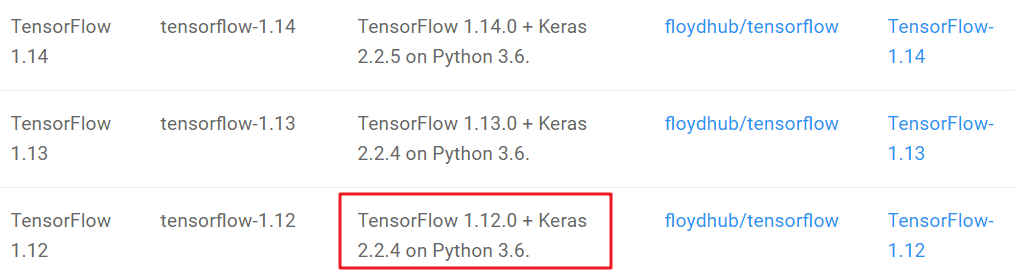 TensorFlow 1.14 tensorflow-1.14 TensorFlow 1.14.0 + Keras 2.2.5 on Python 3.6. floydhub/tensorflow TensorFlow-1.14
TensorFlow 1.13 tensorflow-1.13 TensorFlow 1.13.0 + Keras 2.2.4 on Python 3.6. floydhub/tensorflow TensorFlow-1.13
TensorFlow 1.12 tensorflow-1.12 TensorFlow 1.12.0 + Keras 2.2.4 on Python 3.6. floydhub/tensorflow TensorFlow-1.12